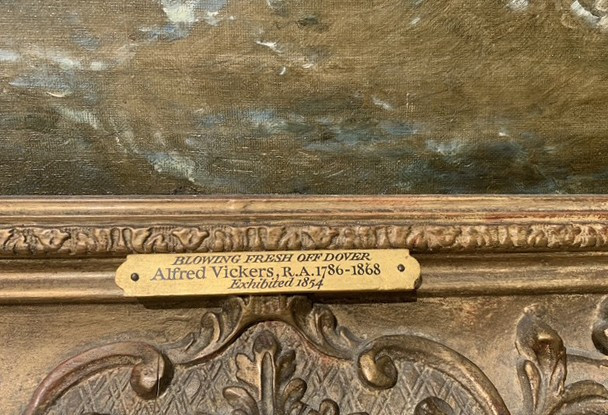 BLOWING FRESH OFF DOVER
Alfred Vickers, R.A. 1786-1868
Exhibited 1854